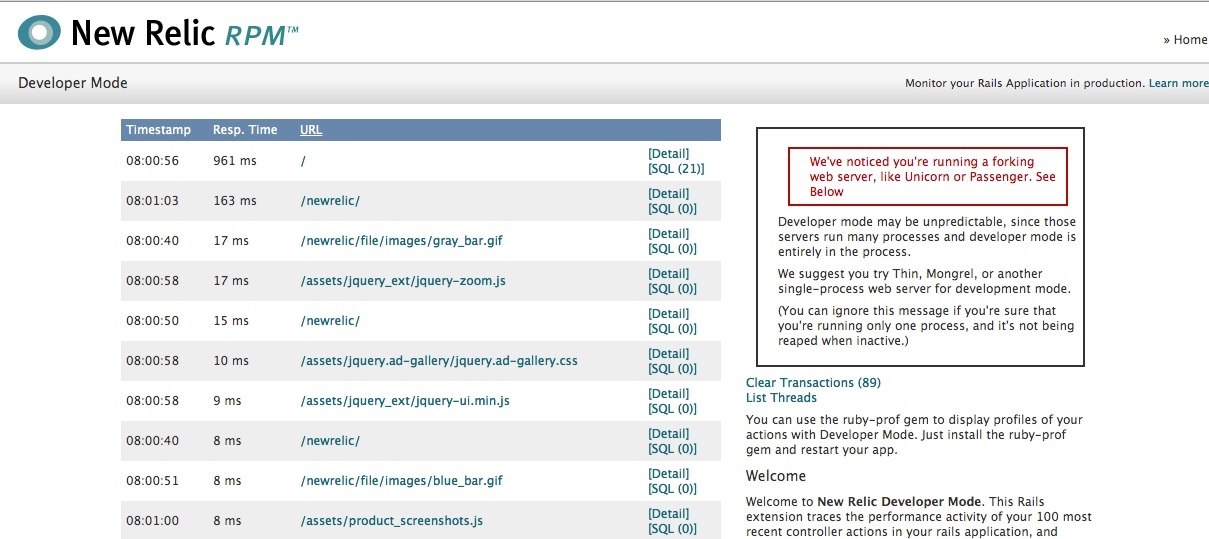 New Relic RPM™
» Home
Developer Mode
Monitor your Rails Application in production. Learn more
Timestamp Resp. Time URL
08:00:56 961 ms / [Detail]
[SQL (21)]
08:01:03 163 ms /newrelic/ [Detail]
[SQL (0)]
08:00:40 17 ms /newrelic/file/images/gray_bar.gif [Detail]
[SQL (0)]
08:00:58 17 ms /assets/jquery_ext/jquery-zoom.js [Detail]
[SQL (0)]
08:00:50 15 ms /newrelic/ [Detail]
[SQL (0)]
08:00:58 10 ms /assets/jquery.ad-gallery/jquery.ad-gallery.css [Detail]
[SQL (0)]
08:00:58 9 ms /assets/jquery_ext/jquery-ui.min.js [Detail]
[SQL (0)]
08:00:40 8 ms /newrelic/ [Detail]
[SQL (0)]
08:00:51 8 ms /newrelic/file/images/blue_bar.gif [Detail]
[SQL (0)]
08:01:00 8 ms /assets/product_screenshots.js [Detail]
[SQL (0)]
We've noticed you're running a forking
web server, like Unicorn or Passenger. See
Below
Developer mode may be unpredictable, since those
servers run many processes and developer mode is
entirely in the process.
We suggest you try Thin, Mongrel, or another
single-process web server for development mode.
(You can ignore this message if you're sure that
you're running only one process, and it's not being
reaped when inactive.)
Clear Transactions (89)
List Threads
You can use the ruby-prof gem to display profiles of your
actions with Developer Mode. Just install the ruby-prof
gem and restart your app.
Welcome
Welcome to New Relic Developer Mode. This Rails
extension traces the performance activity of your 100 most
recent controller actions in your rails application, and